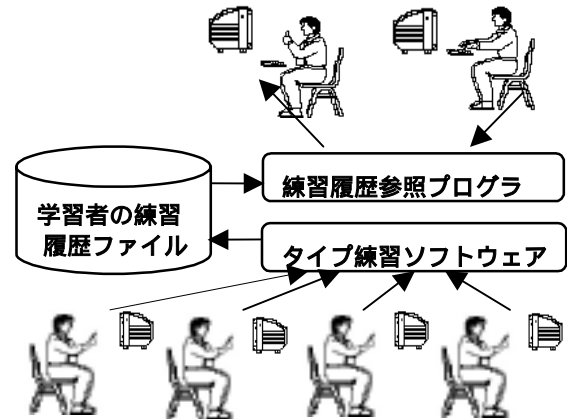 練習履歴参照プログラ
学習者の練習
履歴ファイル
タイプ練習ソフトウェア